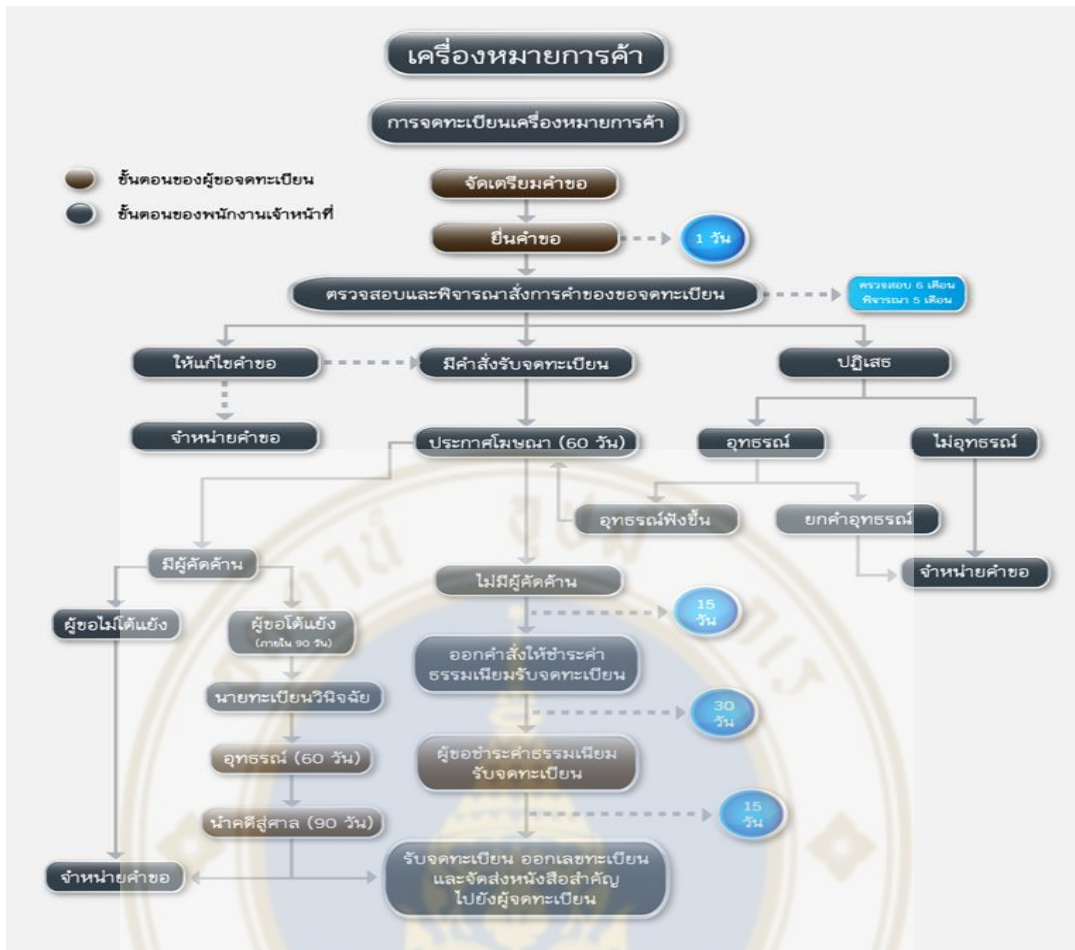 เครื่องหมายการค้า
การจดทะเบียนเครื่องหมายการค้า
ขั้นตอนของผู้ขอจดทะเบียน
ขั้นตอนของพนักงานเจ้าหน้าที่
จัดเตรียมคำขอ
ยื่นคำขอ
1 วัน
ตรวจสอบและพิจารณาสั่งการคำของขอจดทะเบียน
ตรวจสอบ 6 เดือน
พิจารณา 5 เดือน
ให้แก้ไขคำขอ
มีคำสั่งรับจดทะเบียน
ปฏิเสธ
จำหน่ายคำขอ
ประกาศโฆษณา (60 วัน)
อุทธรณ์
ไม่อุทธรณ์
อุทธรณ์ฟังขึ้น
ยกคำอุทธรณ์
มีผู้คัดค้าน
ไม่มีผู้คัดค้าน
จำหน่ายคำขอ
ผู้ขอไม่โต้แย้ง
ผู้ขอโต้แย้ง
(ภายใน 90 วัน)
15
วัน
ออกคำสั่งให้ชำระค่า
ธรรมเนียมรับจดทะเบียน
นายทะเบียนวินิจฉัย
30
วัน
อุทธรณ์ (60 วัน)
ผู้ขอชำระค่าธรรมเนียม
รับจดทะเบียน
นำคดีสู่ศาล (90 วัน)
15
วัน
จำหน่ายคำขอ
รับจดทะเบียน ออกเลขทะเบียน
และจัดส่งหนังสือสำคัญ
ไปยังผู้จดทะเบียน